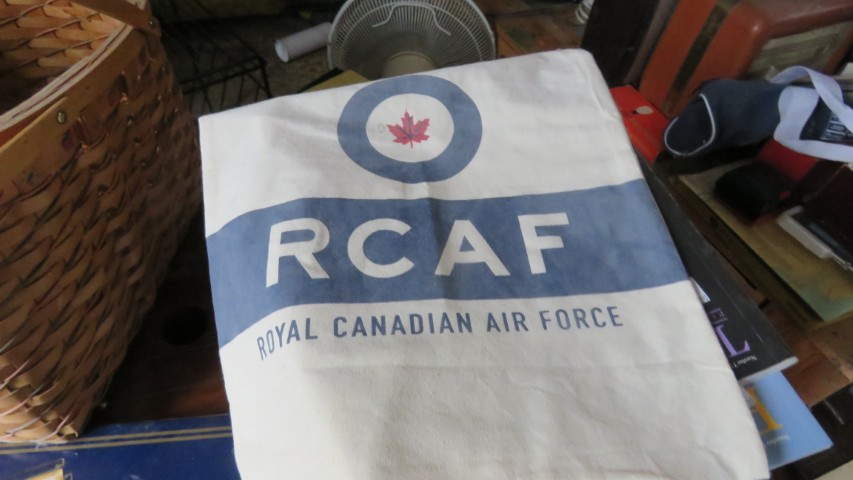 RCAF
ROYAL CANADIAN AIR FORCE